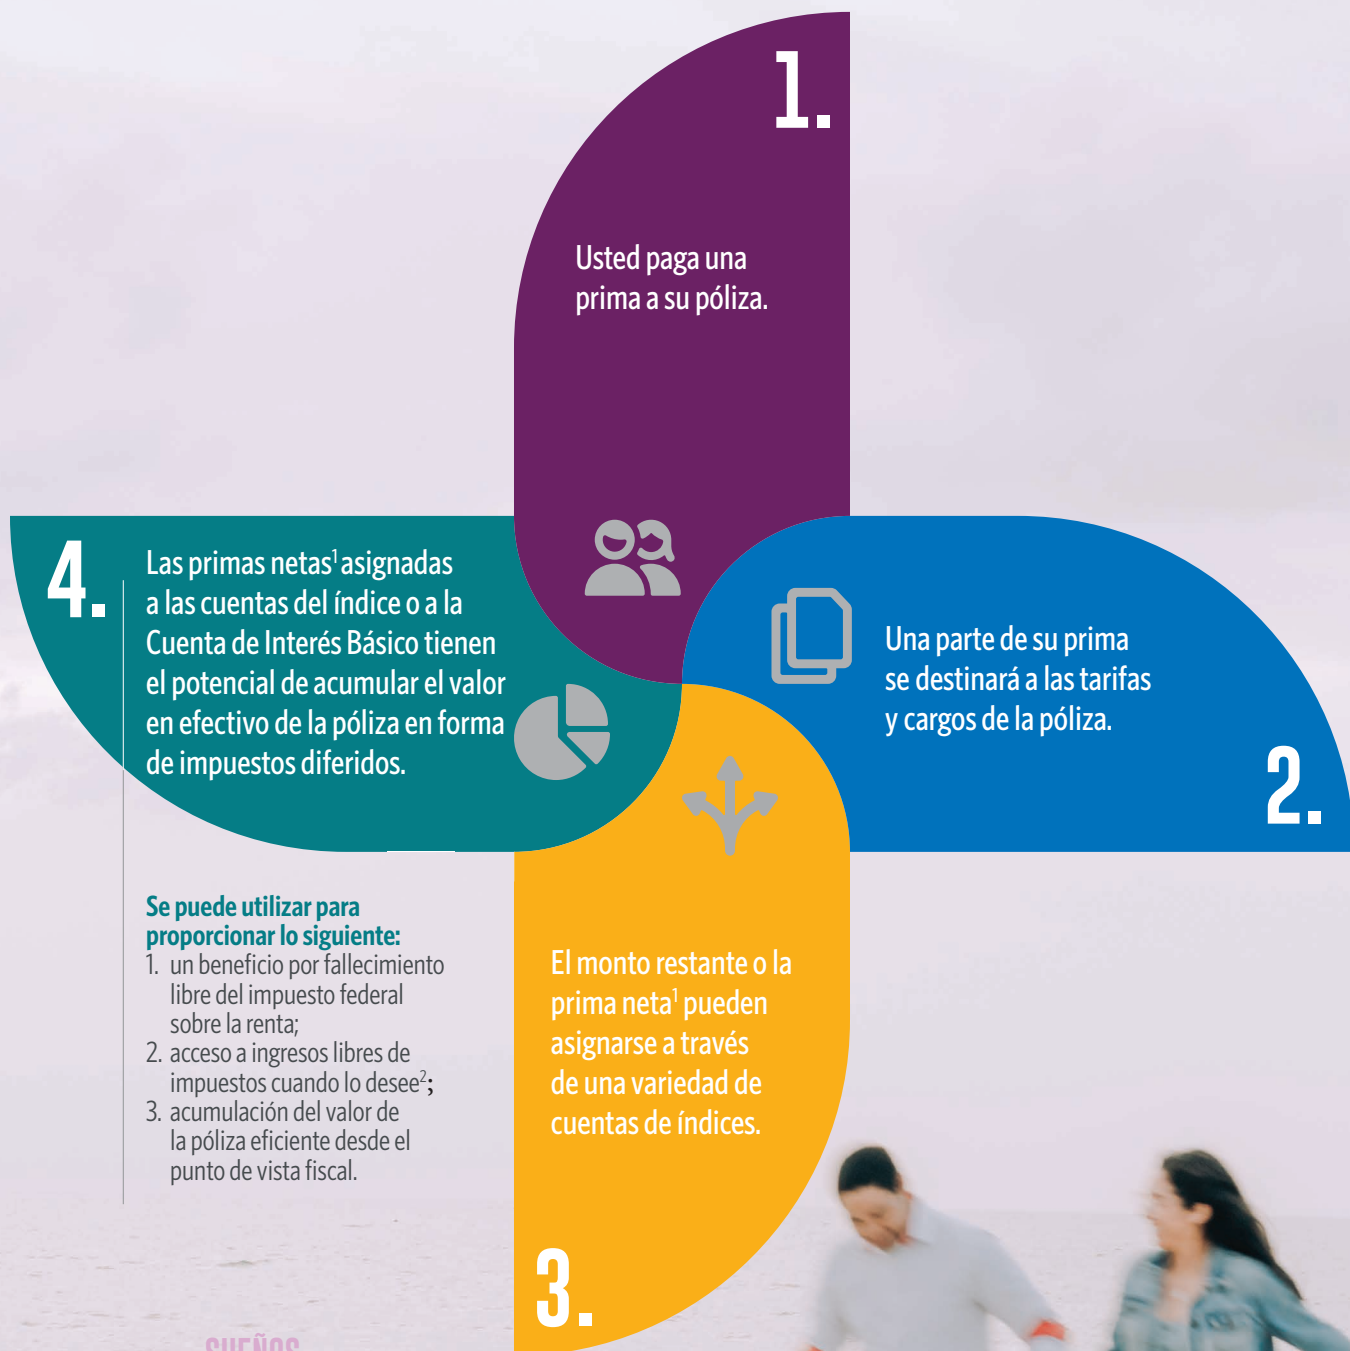 1.
Usted paga una
prima a su póliza.
2.
Una parte de su prima
se destinará a las tarifas
y cargos de la póliza.
3.
El monto restante o la
prima neta¹ pueden
asignarse a través
de una variedad de
cuentas de índices.
4.
Las primas netas¹ asignadas
a las cuentas del índice o a la
Cuenta de Interés Básico tienen
el potencial de acumular el valor
en efectivo de la póliza en forma
de impuestos diferidos.
Se puede utilizar para
proporcionar lo siguiente:
1. un beneficio por fallecimiento
libre del impuesto federal
sobre la renta;
2. acceso a ingresos libres de
impuestos cuando lo desee²;
3. acumulación del valor de
la póliza eficiente desde el
punto de vista fiscal.
SUEÑOS